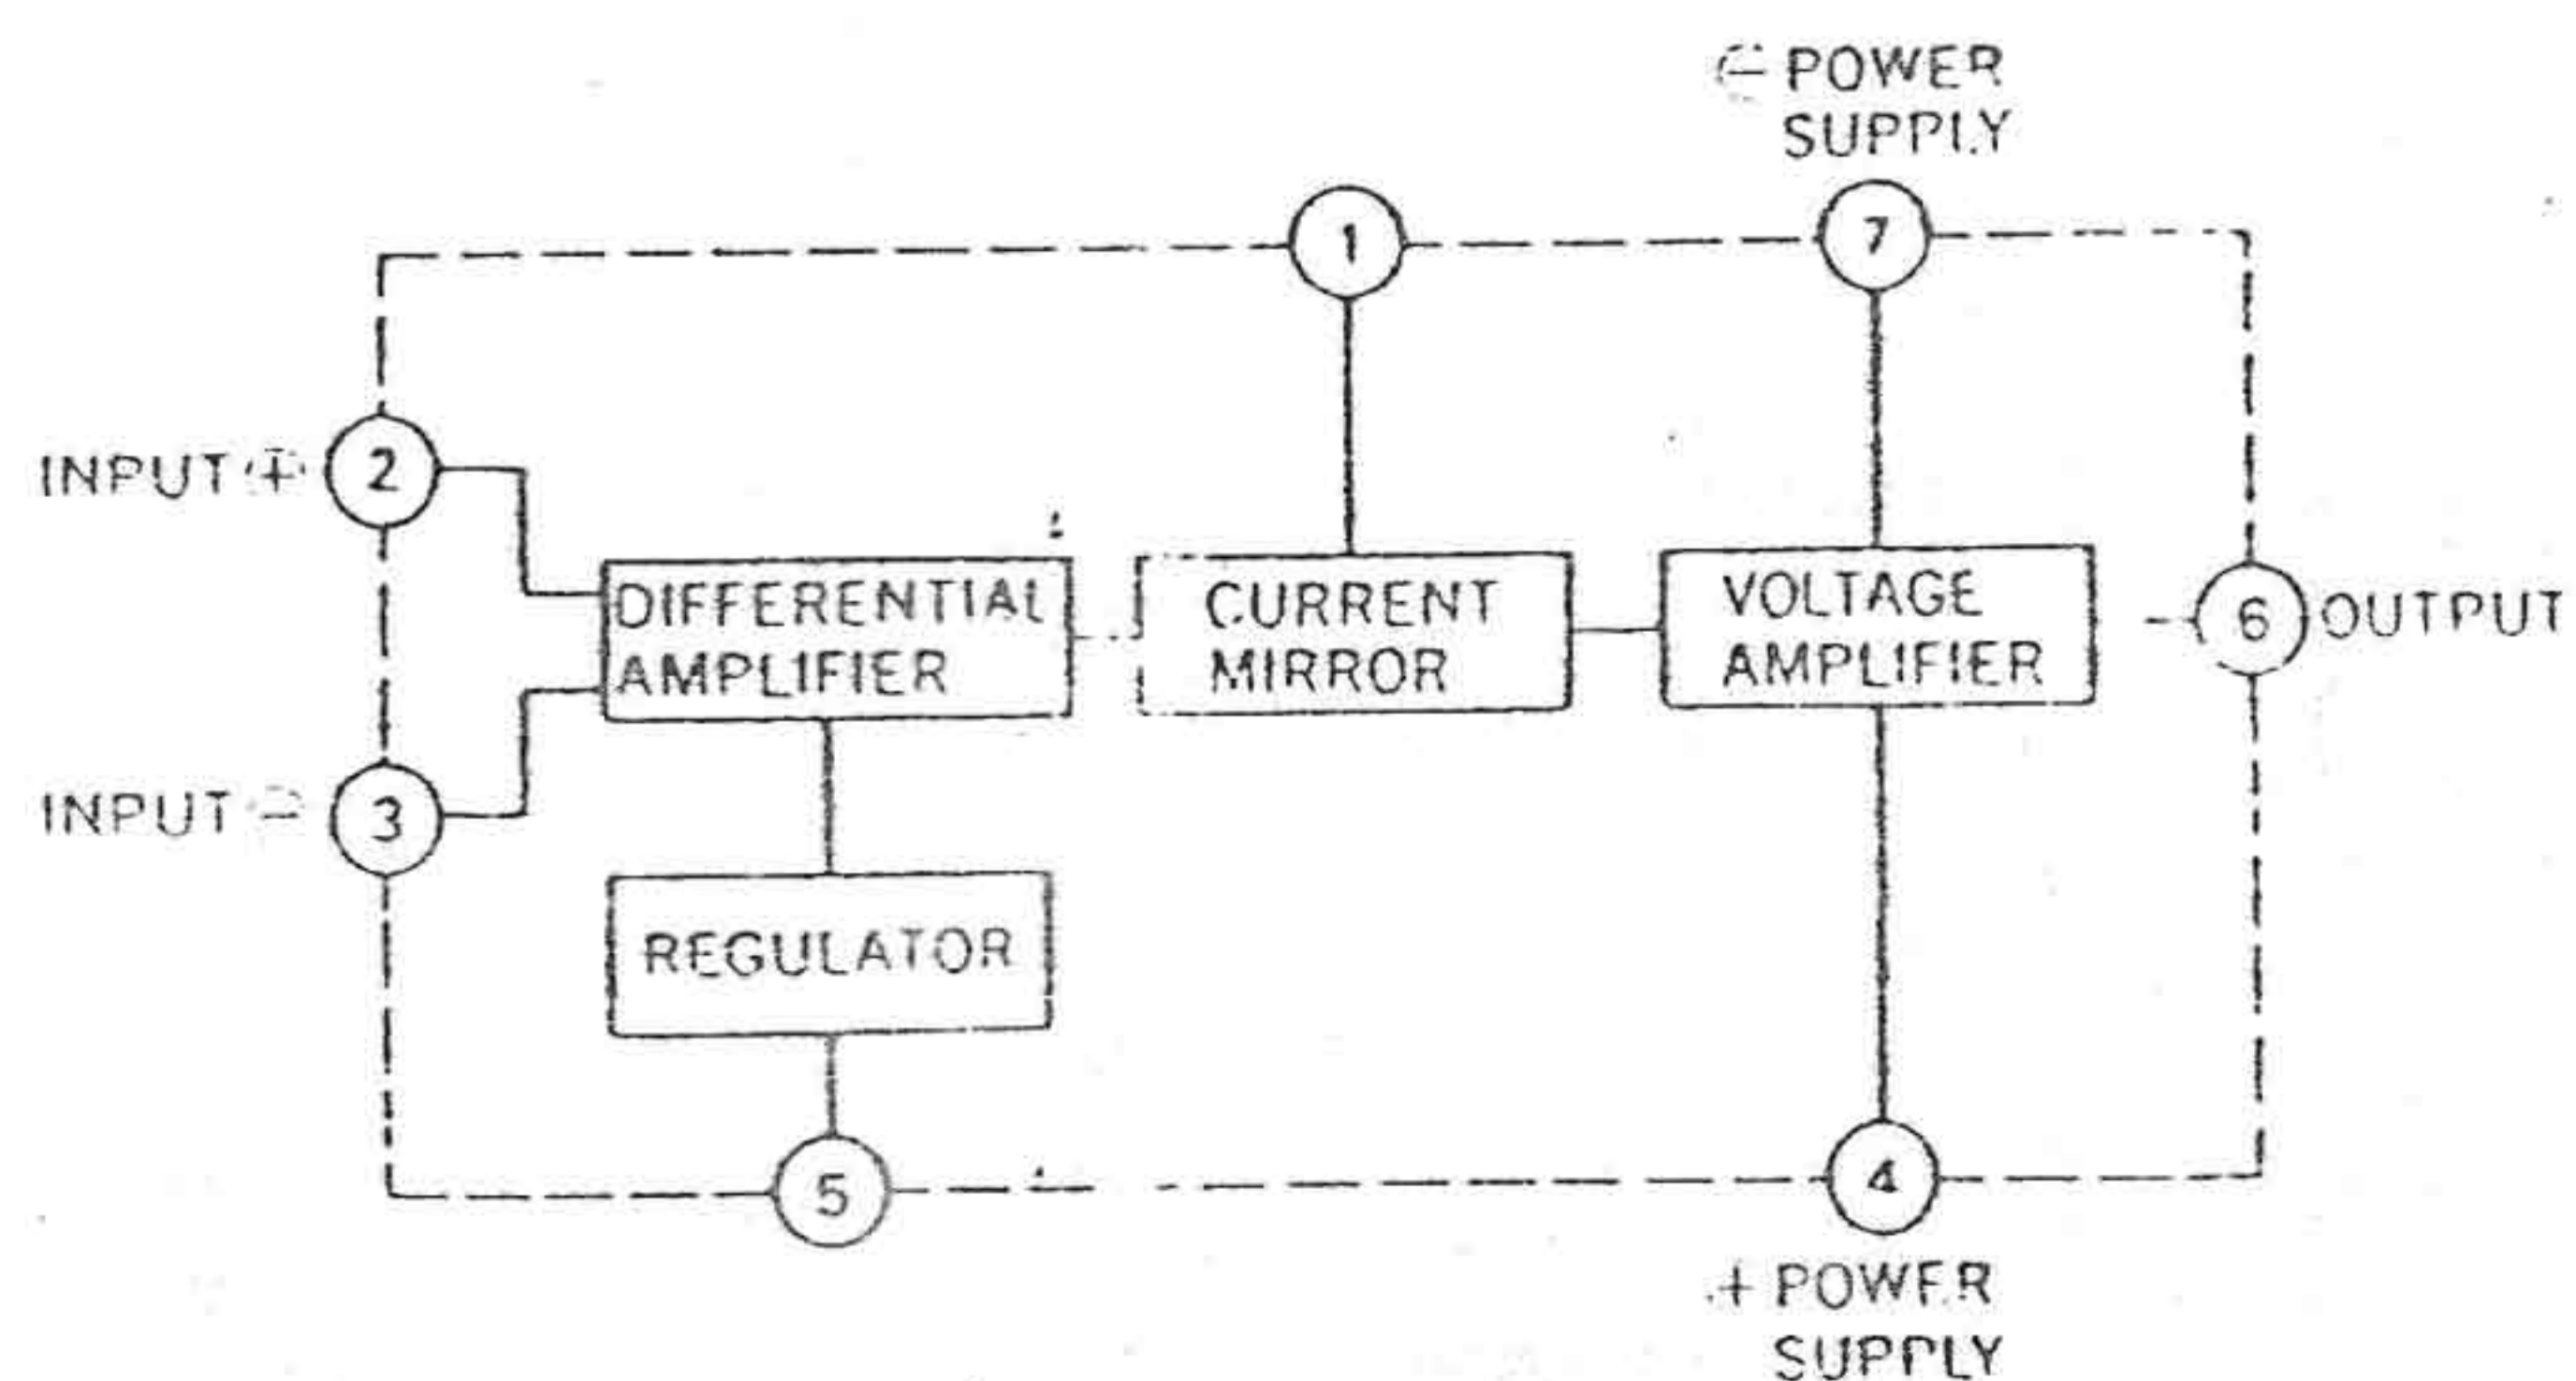 - POWER
SUPPLY
1
7
INPUT +
2
DIFFERENTIAL
AMPLIFIER
CURRENT
MIRROR
VOLTAGE
AMPLIFIER
6
OUTPUT
INPUT -
3
REGULATOR
5
4
+ POWER
SUPPLY